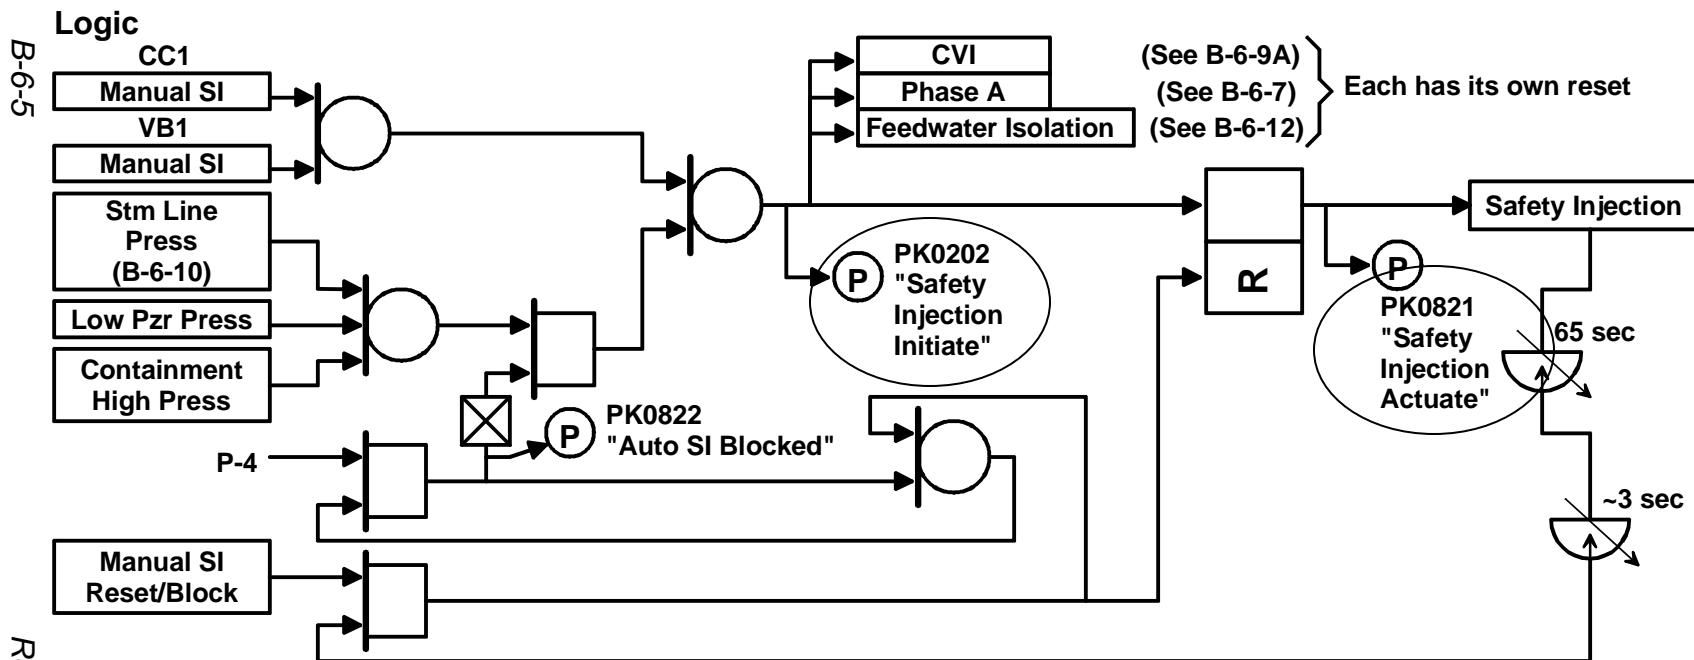 Logic
B-6-5
CC1
Manual SI
VB1
Manual SI
Stm Line
Press
(B-6-10)
Low Pzr Press
Containment
High Press
P-4
Manual SI
Reset/Block
CVI
(See B-6-9A)
Phase A
(See B-6-7)
Feedwater Isolation
(See B-6-12)
Each has its own reset
P
PK0202
"Safety
Injection
Initiate"
P
PK0822
"Auto SI Blocked"
R
Safety Injection
P
PK0821
"Safety
Injection
Actuate"
65 sec
~3 sec
R